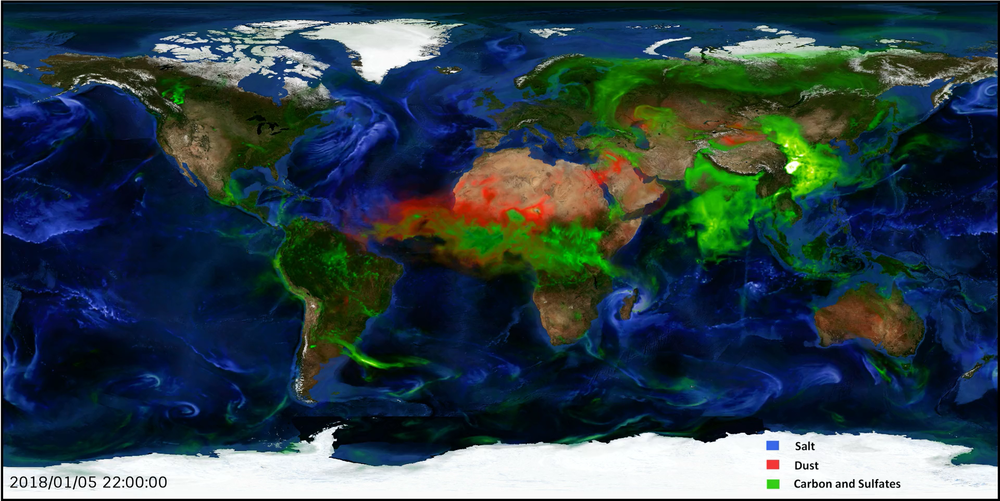 Salt
Dust
Carbon and Sulfates
2018/01/05 22:00:00